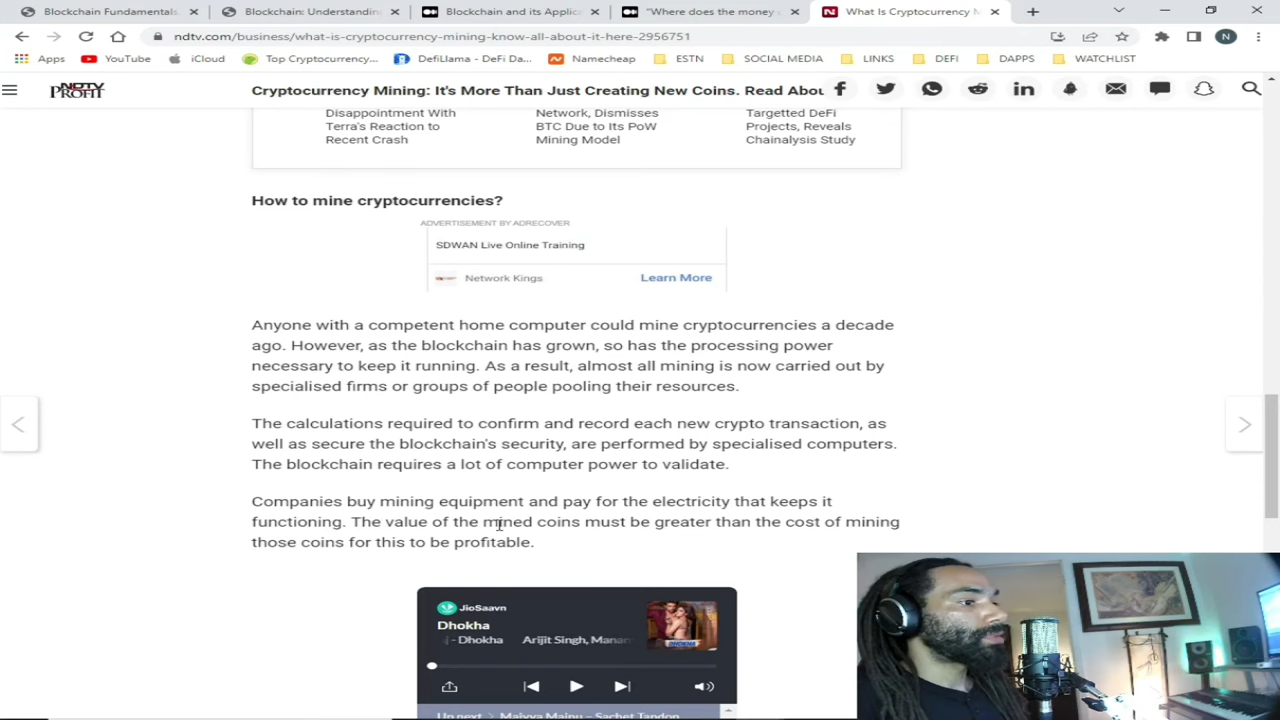 Blockchain Fundamentals
Blockchain: Understandin
Blockchain and its Applic
"Where does the money
What Is Cryptocurrency M
ndtv.com/business/what-is-cryptocurrency-mining-know-all-about-it-here-2956751
N
Apps
YouTube
iCloud
Top Cryptocurrency...
DefiLlama - DeFi Da...
Namecheap
ESTN
SOCIAL MEDIA
LINKS
DEFI
DAPPS
WATCHLIST
NDTV
PROFIT
Cryptocurrency Mining: It's More Than Just Creating New Coins. Read Abou
Disappointment With
Terra's Reaction to
Recent Crash
Network, Dismisses
BTC Due to Its PoW
Mining Model
Targetted DeFi
Projects, Reveals
Chainalysis Study
How to mine cryptocurrencies?
ADVERTISEMENT BY ADRECOVER
SDWAN Live Online Training
Network Kings
Learn More
Anyone with a competent home computer could mine cryptocurrencies a decade
ago. However, as the blockchain has grown, so has the processing power
necessary to keep it running. As a result, almost all mining is now carried out by
specialised firms or groups of people pooling their resources.
The calculations required to confirm and record each new crypto transaction, as
well as secure the blockchain's security, are performed by specialised computers.
The blockchain requires a lot of computer power to validate.
Companies buy mining equipment and pay for the electricity that keeps it
functioning. The value of the mined coins must be greater than the cost of mining
those coins for this to be profitable.
JioSaavn
Dhokha
- Dhokha
Arijit Singh, Manan
Up next
Maiyya Mainu – Sachet Tandon